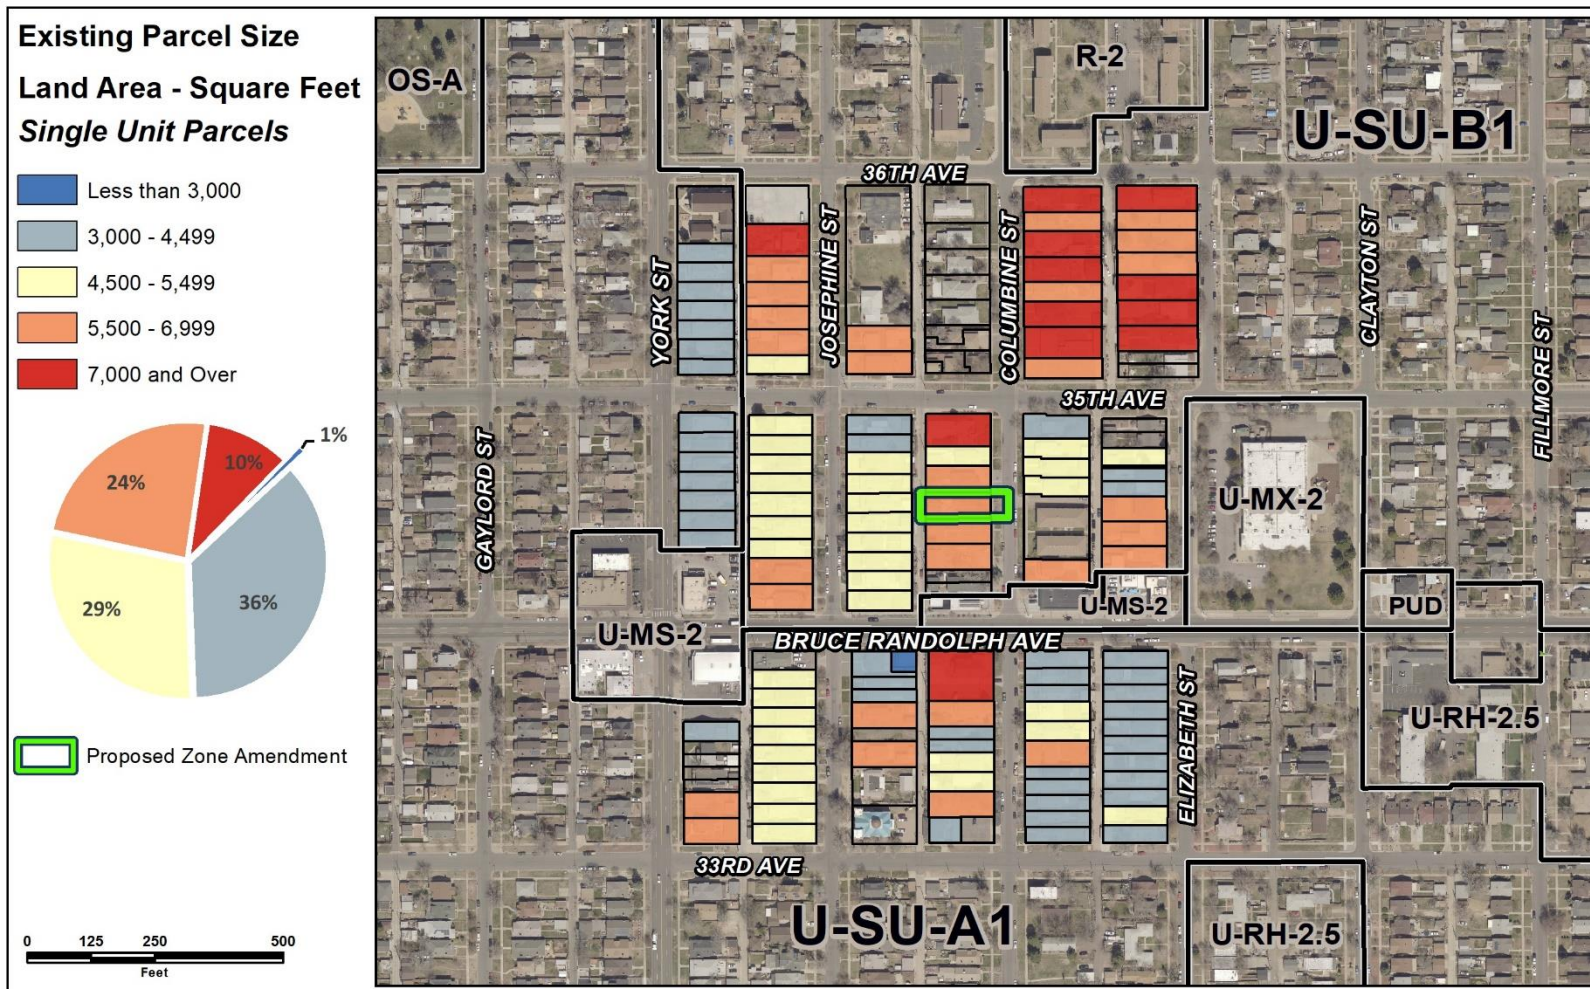 Existing Parcel Size
Land Area - Square Feet
Single Unit Parcels
Less than 3,000
3,000 - 4,499
4,500 - 5,499
5,500 - 6,999
7,000 and Over
1%
10%
24%
36%
29%
Proposed Zone Amendment
0 125 250 500
Feet
OS-A
R-2
U-SU-B1
36TH AVE
YORK ST
JOSEPHINE ST
COLUMBINE ST
CLAYTON ST
FILLMORE ST
35TH AVE
GAYLORD ST
U-MX-2
U-MS-2
U-MS-2
PUD
BRUCE RANDOLPH AVE
ELIZABETH ST
U-RH-2.5
33RD AVE
U-SU-A1
U-RH-2.5